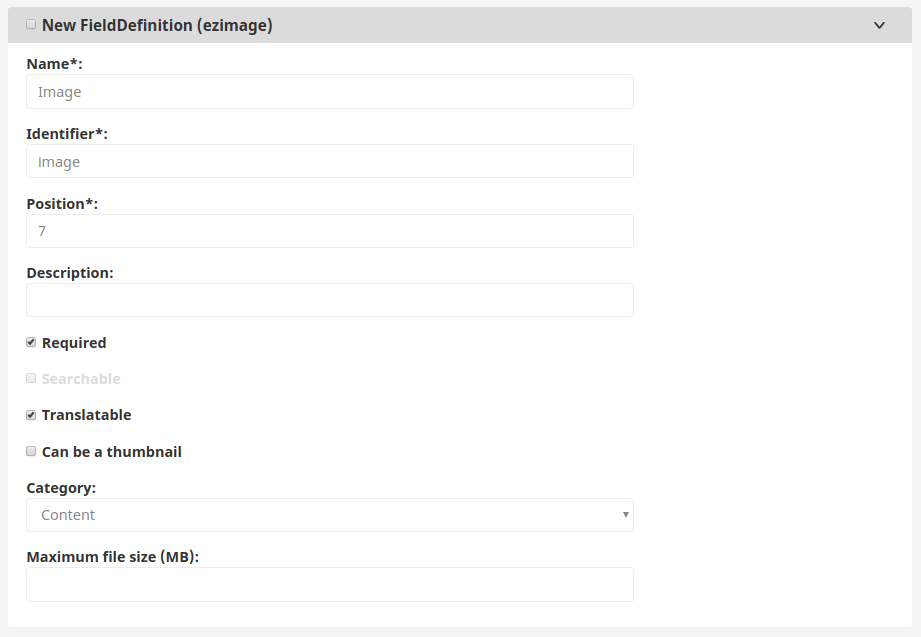 New FieldDefinition (ezimage)
Name*:
Image
Identifier*:
image
Position*:
7
Description:
Required
Searchable
Translatable
Can be a thumbnail
Category:
Content
Maximum file size (MB):